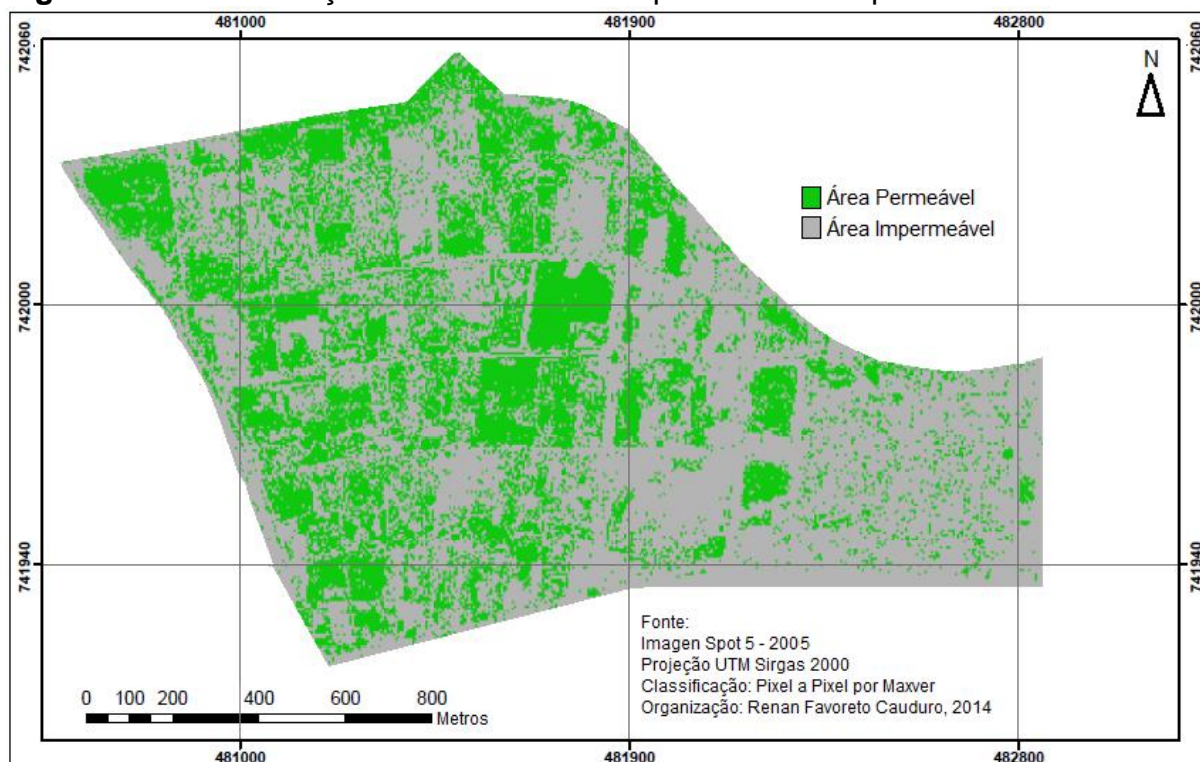 481000 481900 482800
742060 742060
N
Área Permeável
Área Impermeável
742000 742000
741940 741940
Fonte:
Imagen Spot 5 - 2005
Projeção UTM Sirgas 2000
Classificação: Pixel a Pixel por Maxver
Organização: Renan Favoreto Cauduro, 2014
0 100 200 400 600 800
Metros
481000 481900 482800